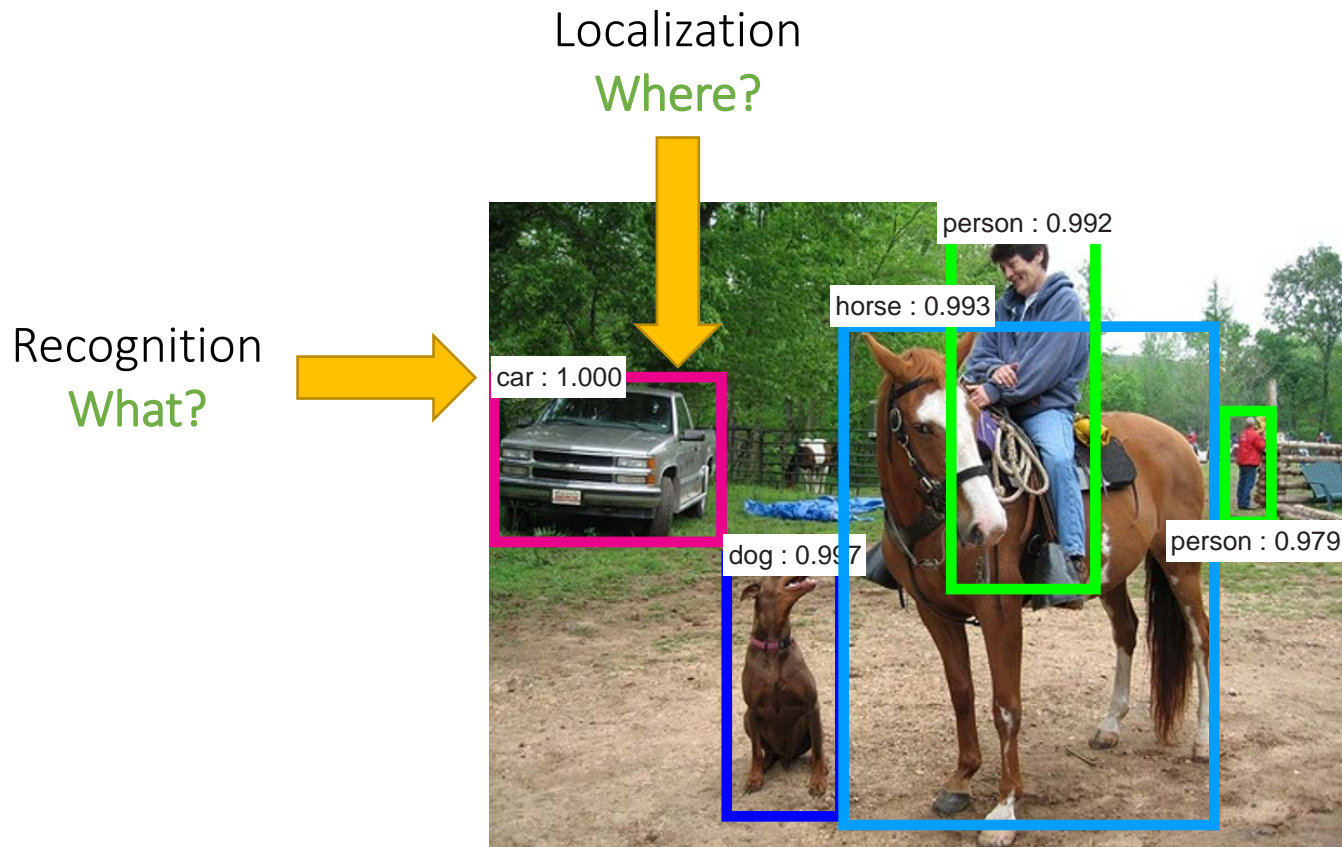 Localization
Where?
person : 0.992
horse : 0.993
Recognition
What?
car : 1.000
dog : 0.997
person : 0.979